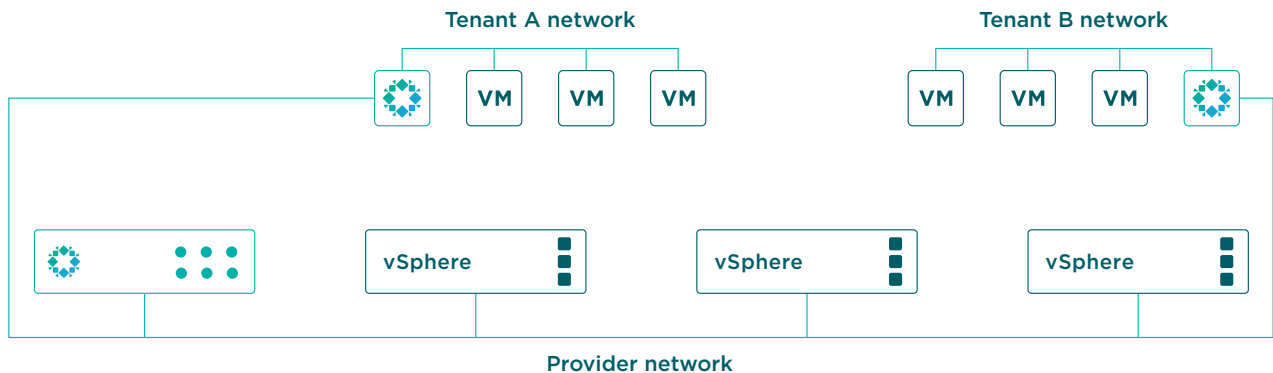 Tenant A network
Tenant B network
VM VM VM
VM VM VM
vSphere
vSphere
vSphere
Provider network